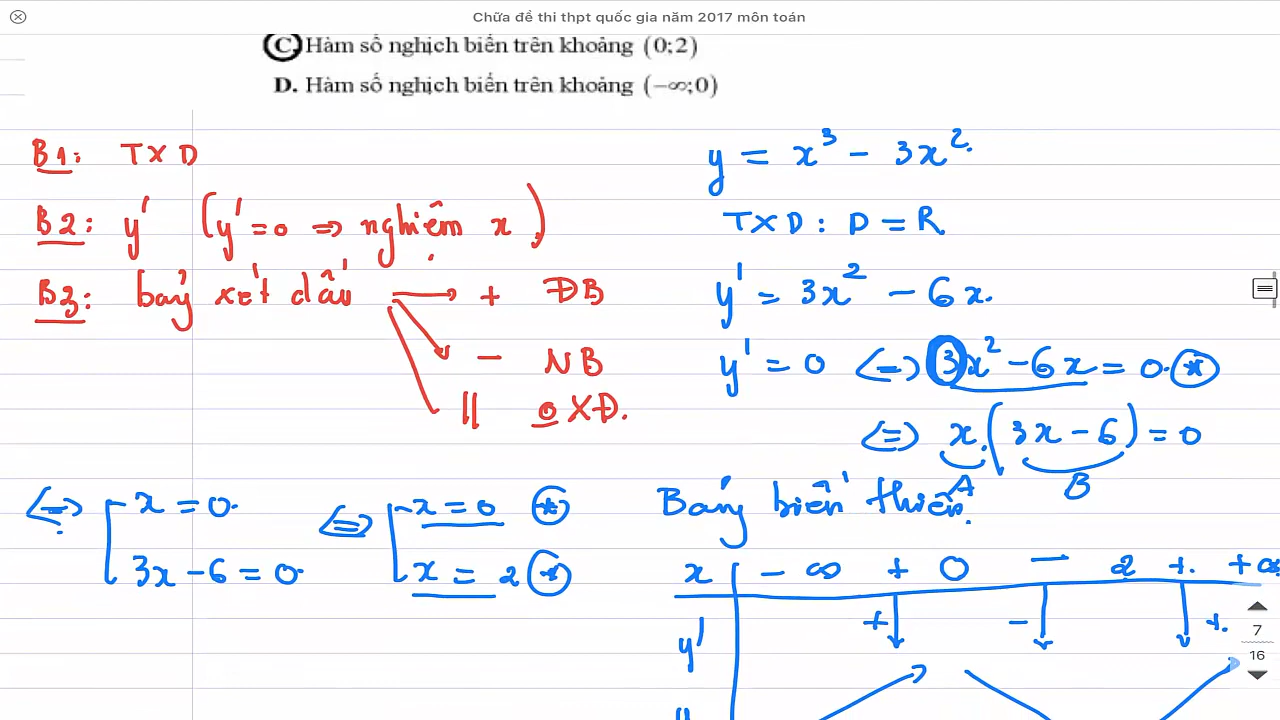 Chữa đề thi thpt quốc gia năm 2017 môn toán
C. Hàm số nghịch biến trên khoảng (0;2)
D. Hàm số nghịch biến trên khoảng (−∞;0)
B1: TXD
B2: y' (y'=0 => nghiệm x)
B3: bảng xét dấu + ĐB
− NB
|| 0 XĐ.
y = x³ − 3x².
TXD: D = R
y' = 3x² − 6x.
y' = 0 <=> 3x² − 6x = 0. *
<=> x.(3x − 6) = 0
A B
<=> [ x = 0. <=> [ x = 0 *
3x − 6 = 0. x = 2 *
Bảng biến thiên.
x −∞ + 0 − 2 +. +∞
y' + − +.
7
16